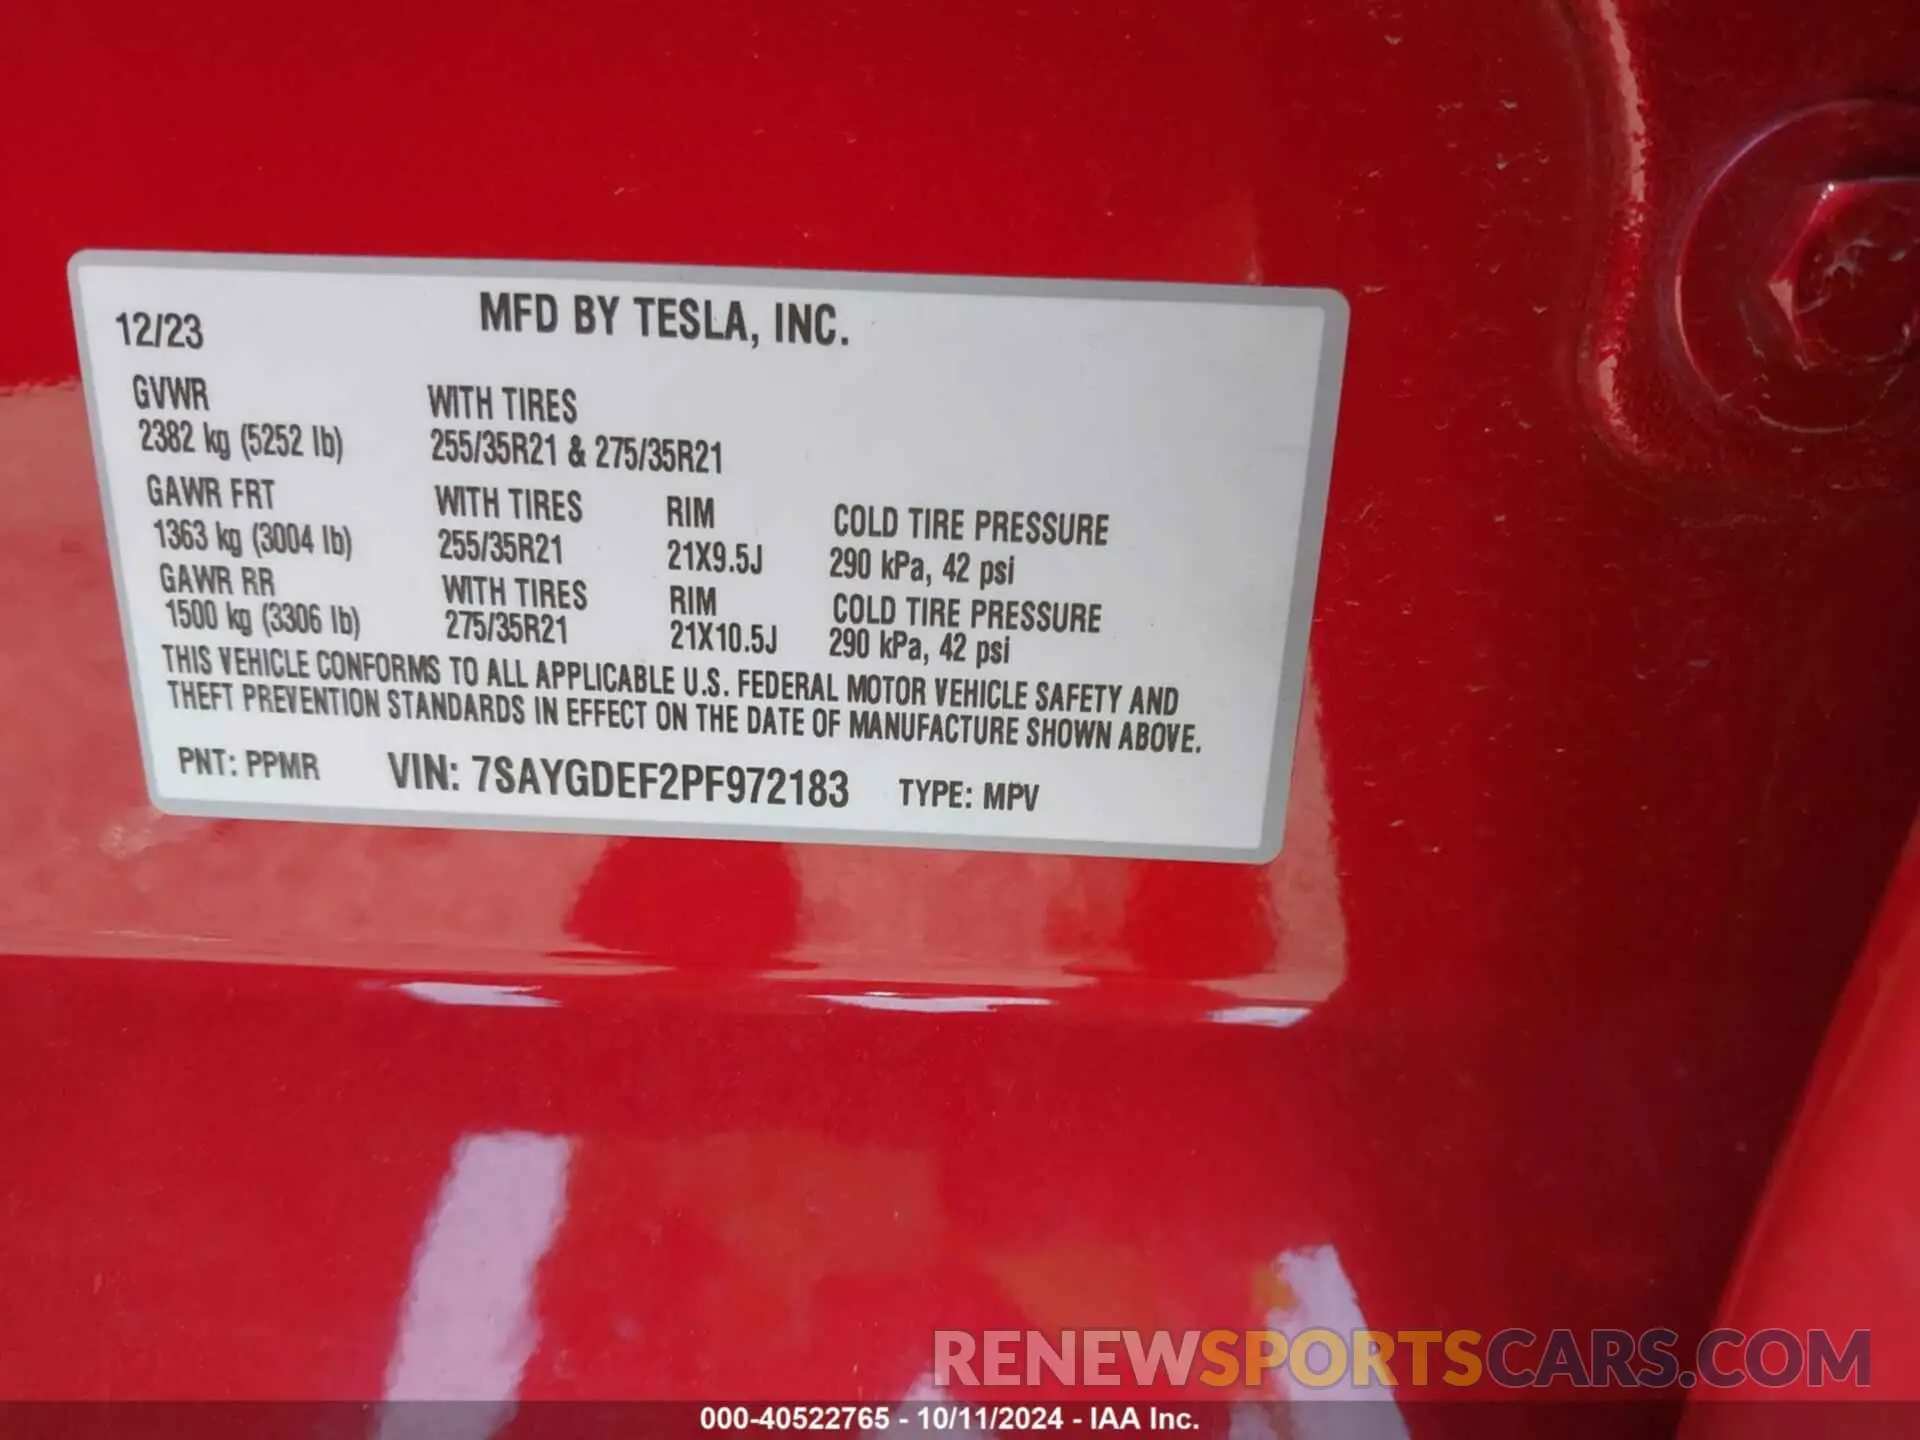 12/23 MFD BY TESLA, INC.
GVWR WITH TIRES
2382 kg (5252 lb) 255/35R21 & 275/35R21
GAWR FRT WITH TIRES RIM COLD TIRE PRESSURE
1363 kg (3004 lb) 255/35R21 21X9.5J 290 kPa, 42 psi
GAWR RR WITH TIRES RIM COLD TIRE PRESSURE
1500 kg (3306 lb) 275/35R21 21X10.5J 290 kPa, 42 psi
THIS VEHICLE CONFORMS TO ALL APPLICABLE U.S. FEDERAL MOTOR VEHICLE SAFETY AND
THEFT PREVENTION STANDARDS IN EFFECT ON THE DATE OF MANUFACTURE SHOWN ABOVE.
PNT: PPMR VIN: 7SAYGDEF2PF972183 TYPE: MPV
RENEWSPORTSCARS.COM
000-40522765 - 10/11/2024 - IAA Inc.